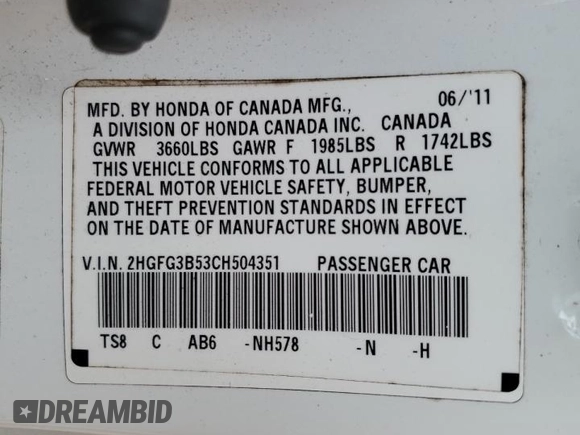 MFD. BY HONDA OF CANADA MFG., 06/'11
A DIVISION OF HONDA CANADA INC. CANADA
GVWR 3660LBS GAWR F 1985LBS R 1742LBS
THIS VEHICLE CONFORMS TO ALL APPLICABLE
FEDERAL MOTOR VEHICLE SAFETY, BUMPER,
AND THEFT PREVENTION STANDARDS IN EFFECT
ON THE DATE OF MANUFACTURE SHOWN ABOVE.
V.I.N. 2HGFG3B53CH504351 PASSENGER CAR
TS8 C AB6 -NH578 -N -H
DREAMBID